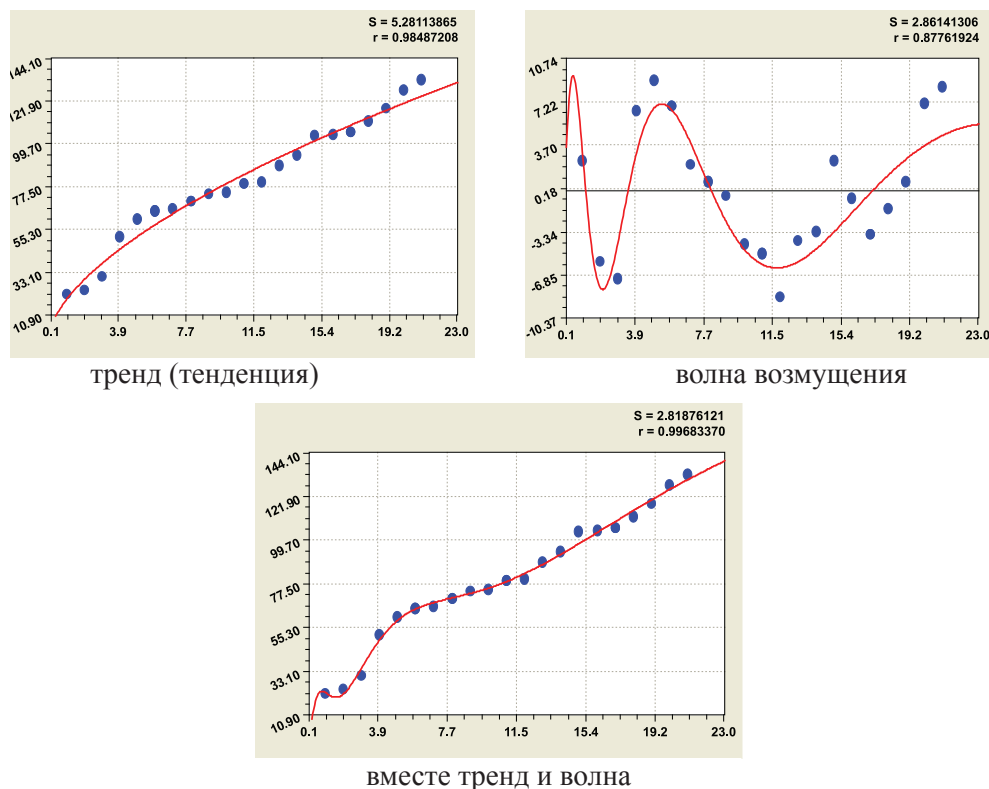 S = 5.28113865
r = 0.98487208
144.10
121.90
99.70
77.50
55.30
33.10
10.90
0.1 3.9 7.7 11.5 15.4 19.2 23.0
тренд (тенденция)
S = 2.86141306
r = 0.87761924
10.74
7.22
3.70
0.18
-3.34
-6.85
-10.37
0.1 3.9 7.7 11.5 15.4 19.2 23.0
волна возмущения
S = 2.81876121
r = 0.99683370
144.10
121.90
99.70
77.50
55.30
33.10
10.90
0.1 3.9 7.7 11.5 15.4 19.2 23.0
вместе тренд и волна